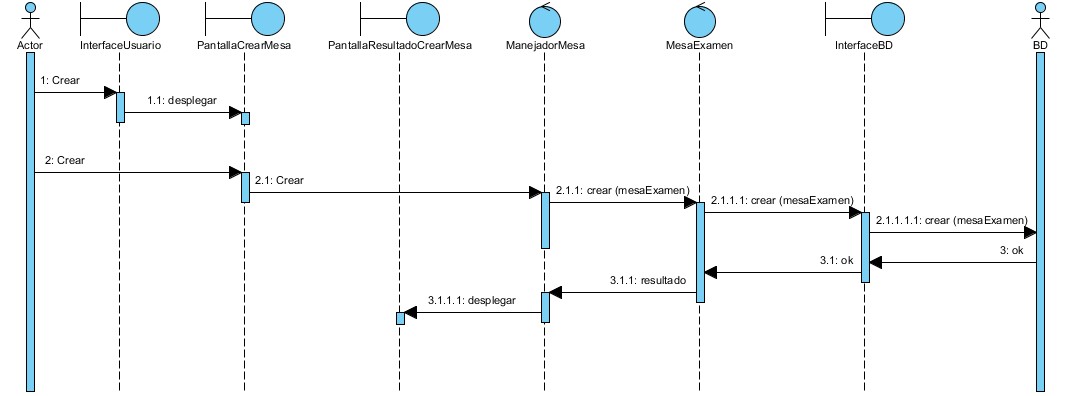 Actor
InterfaceUsuario
PantallaCrearMesa
PantallaResultadoCrearMesa
ManejadorMesa
MesaExamen
InterfaceBD
BD
1: Crear
1.1: desplegar
2: Crear
2.1: Crear
2.1.1: crear (mesaExamen)
2.1.1.1: crear (mesaExamen)
2.1.1.1.1: crear (mesaExamen)
3: ok
3.1: ok
3.1.1: resultado
3.1.1.1: desplegar